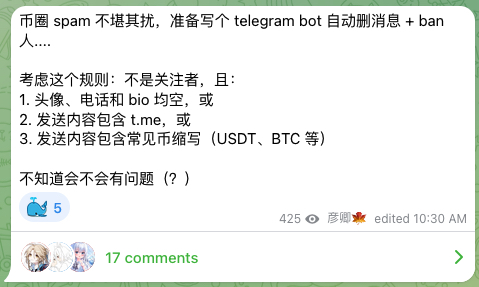 币圈 spam 不堪其扰，准备写个 telegram bot 自动删消息 + ban
人....
考虑这个规则：不是关注者，且：
1. 头像、电话和 bio 均空，或
2. 发送内容包含 t.me，或
3. 发送内容包含常见币缩写（USDT、BTC 等）
不知道会不会有问题（？）
🐳 5
425 彦卿🍁 edited 10:30 AM
17 comments